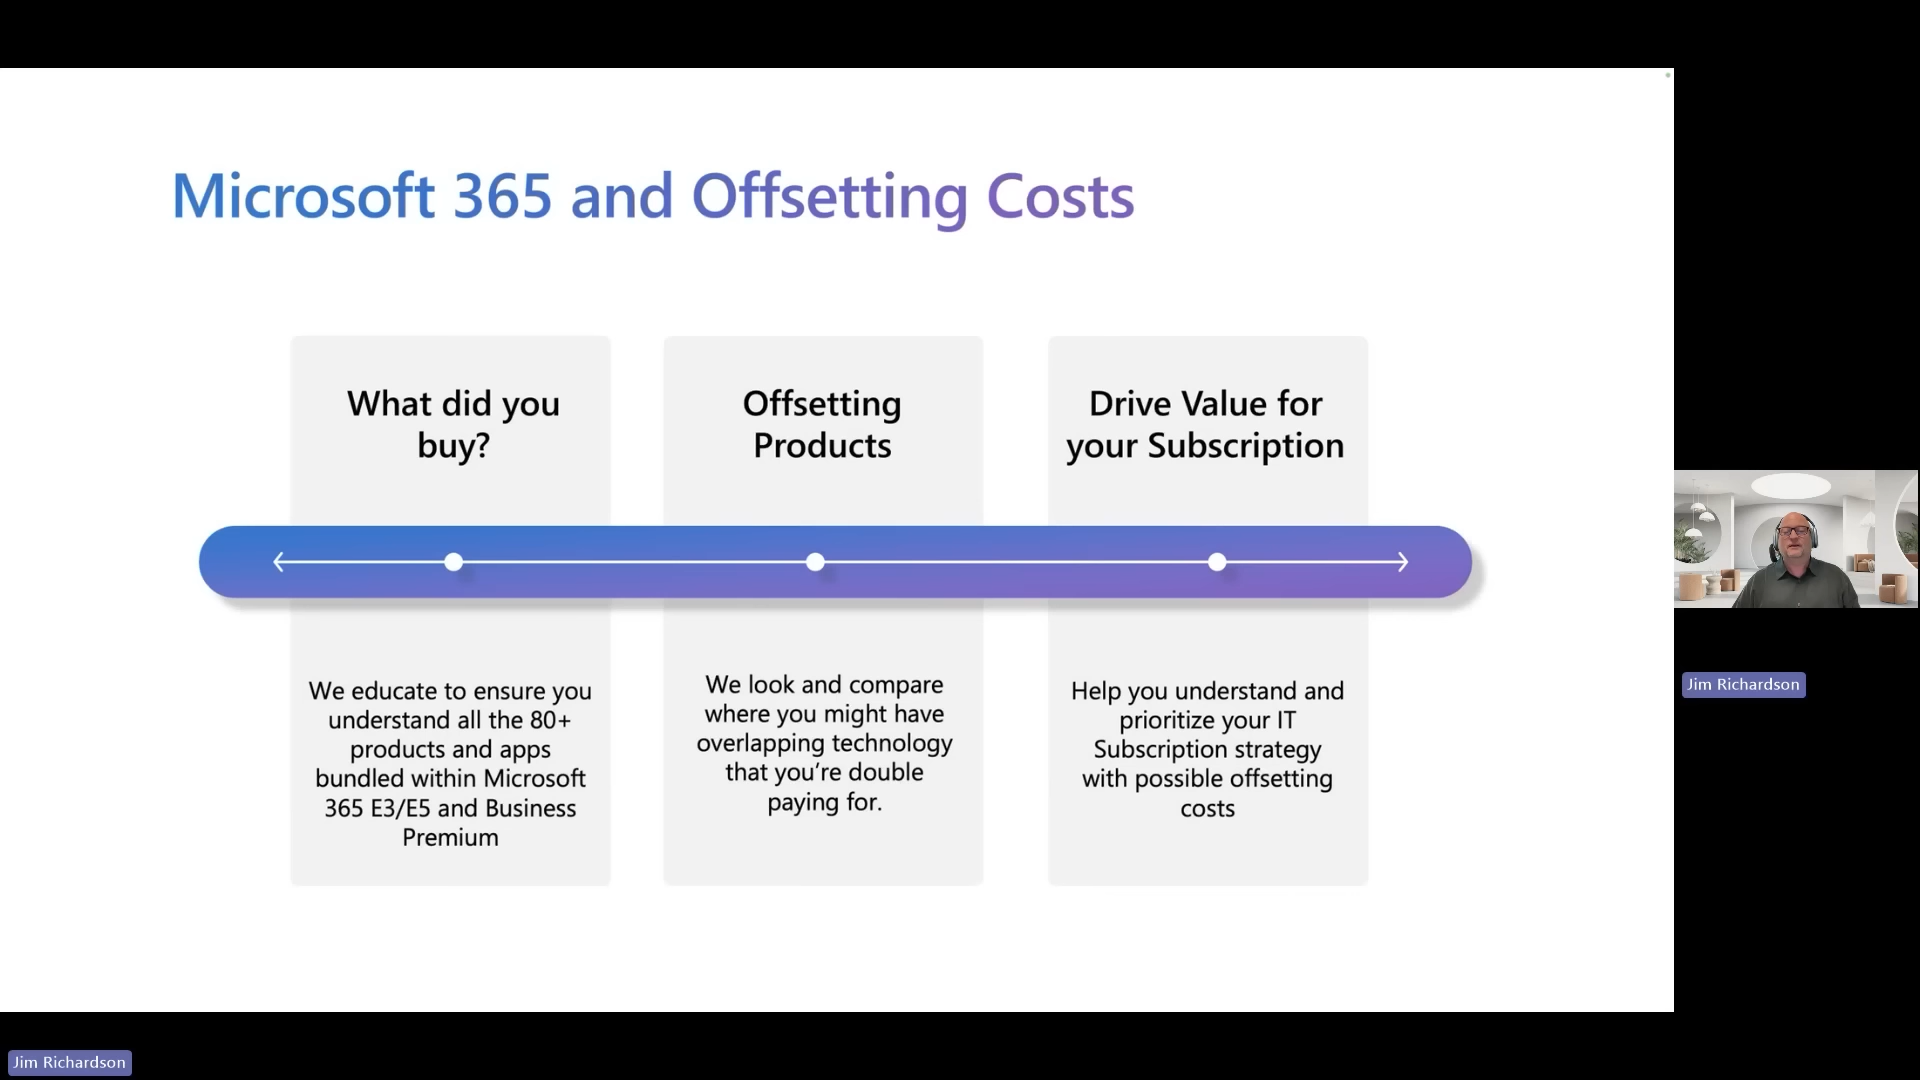 Microsoft 365 and Offsetting Costs
What did you
buy?
We educate to ensure you
understand all the 80+
products and apps
bundled within Microsoft
365 E3/E5 and Business
Premium
Offsetting
Products
We look and compare
where you might have
overlapping technology
that you’re double
paying for.
Drive Value for
your Subscription
Help you understand and
prioritize your IT
Subscription strategy
with possible offsetting
costs
Jim Richardson
Jim Richardson